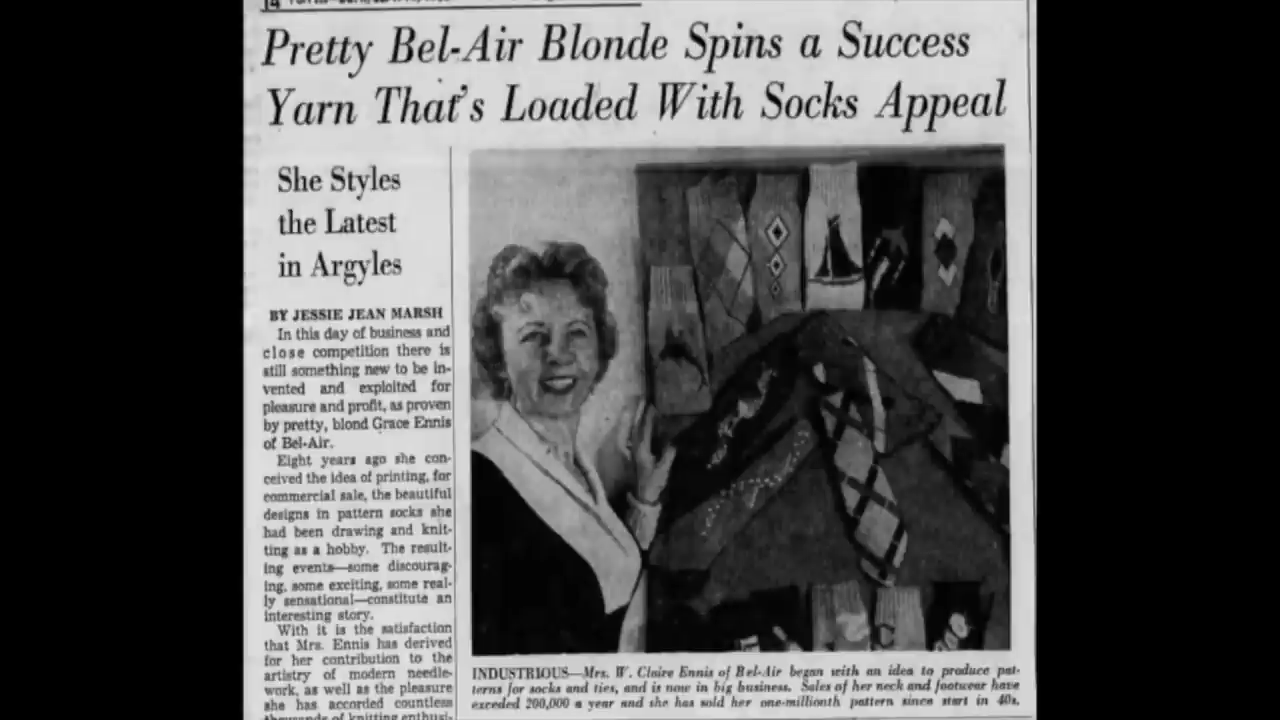 14
Pretty Bel-Air Blonde Spins a Success
Yarn That's Loaded With Socks Appeal
She Styles
the Latest
in Argyles
BY JESSIE JEAN MARSH
In this day of business and
close competition there is
still something new to be in-
vented and exploited for
pleasure and profit, as proven
by pretty, blond Grace Ennis
of Bel-Air.
Eight years ago she con-
ceived the idea of printing, for
commercial sale, the beautiful
designs in pattern socks she
had been drawing and knit-
ting as a hobby. The result-
ing events—some discourag-
ing, some exciting, some real-
ly sensational—constitute an
interesting story.
With it is the satisfaction
that Mrs. Ennis has derived
for her contribution to the
artistry of modern needle-
work, as well as the pleasure
she has accorded countless
thousands of knitting enthusi-
INDUSTRIOUS—Mrs. W. Claire Ennis of Bel-Air began with an idea to produce pat-
terns for socks and ties, and is now in big business. Sales of her neck and footwear have
exceded 200,000 a year and she has sold her one-millionth pattern since start in 40s.